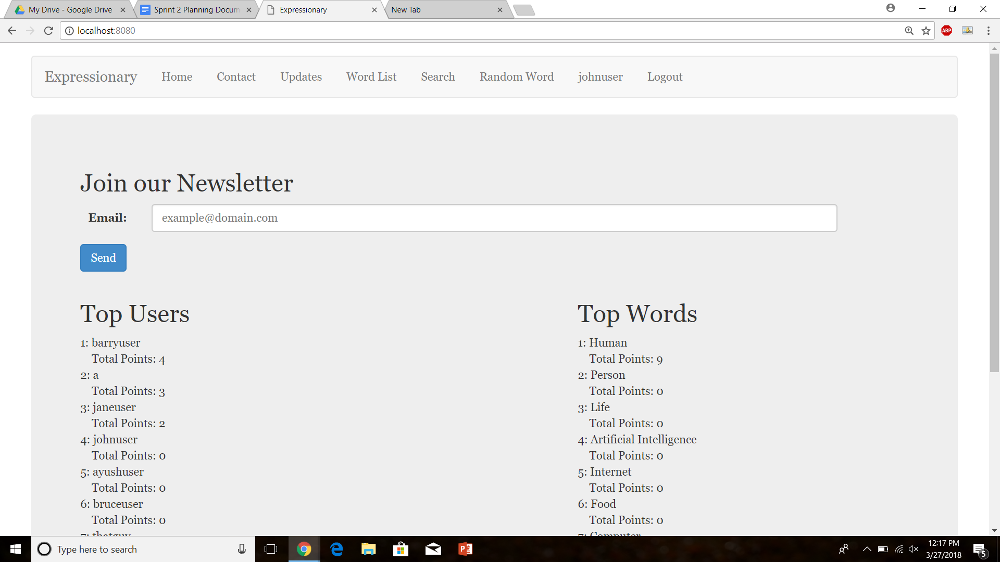 My Drive - Google Drive
Sprint 2 Planning Docum
Expressionary
New Tab
localhost:8080
ABP
Expressionary Home Contact Updates Word List Search Random Word johnuser Logout
Join our Newsletter
Email: example@domain.com
Send
Top Users
1: barryuser
Total Points: 4
2: a
Total Points: 3
3: janeuser
Total Points: 2
4: johnuser
Total Points: 0
5: ayushuser
Total Points: 0
6: bruceuser
Total Points: 0
7: thatguy
Top Words
1: Human
Total Points: 9
2: Person
Total Points: 0
3: Life
Total Points: 0
4: Artificial Intelligence
Total Points: 0
5: Internet
Total Points: 0
6: Food
Total Points: 0
7: Computer
Type here to search
12:17 PM
3/27/2018
5